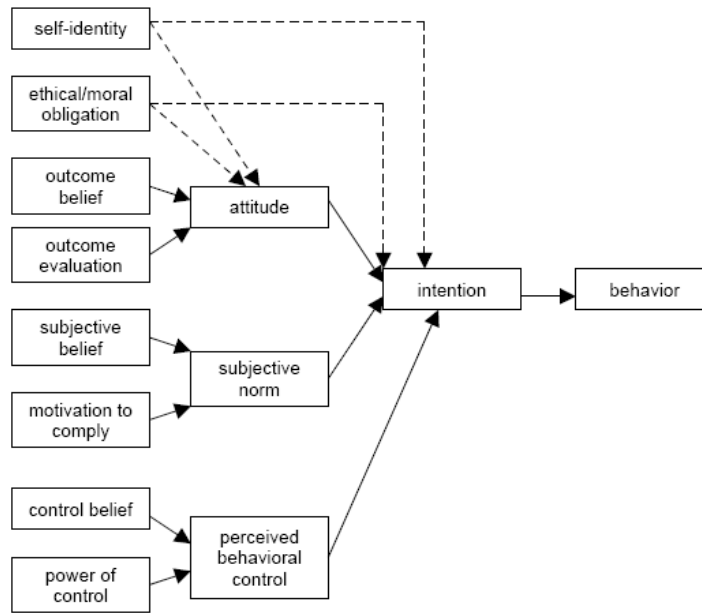 self-identity
ethical/moral
obligation
outcome
belief
outcome
evaluation
attitude
intention
behavior
subjective
belief
motivation to
comply
subjective
norm
control belief
power of
control
perceived
behavioral
control